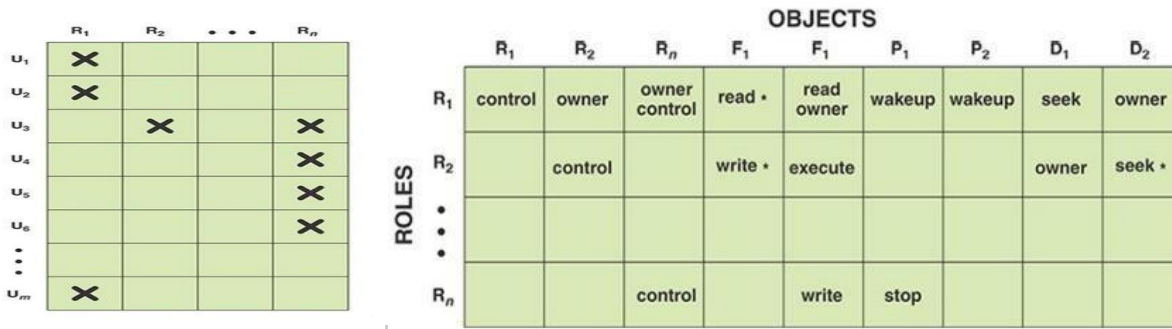 R1 R2 • • • Rn
U1 ✕
U2 ✕
U3 ✕ ✕
U4 ✕
U5 ✕
U6 ✕
•
•
•
Um ✕
OBJECTS
R1 R2 Rn F1 F1 P1 P2 D1 D2
ROLES
R1 control owner owner control read * read owner wakeup wakeup seek owner
R2 control write * execute owner seek *
•
•
•
Rn control write stop